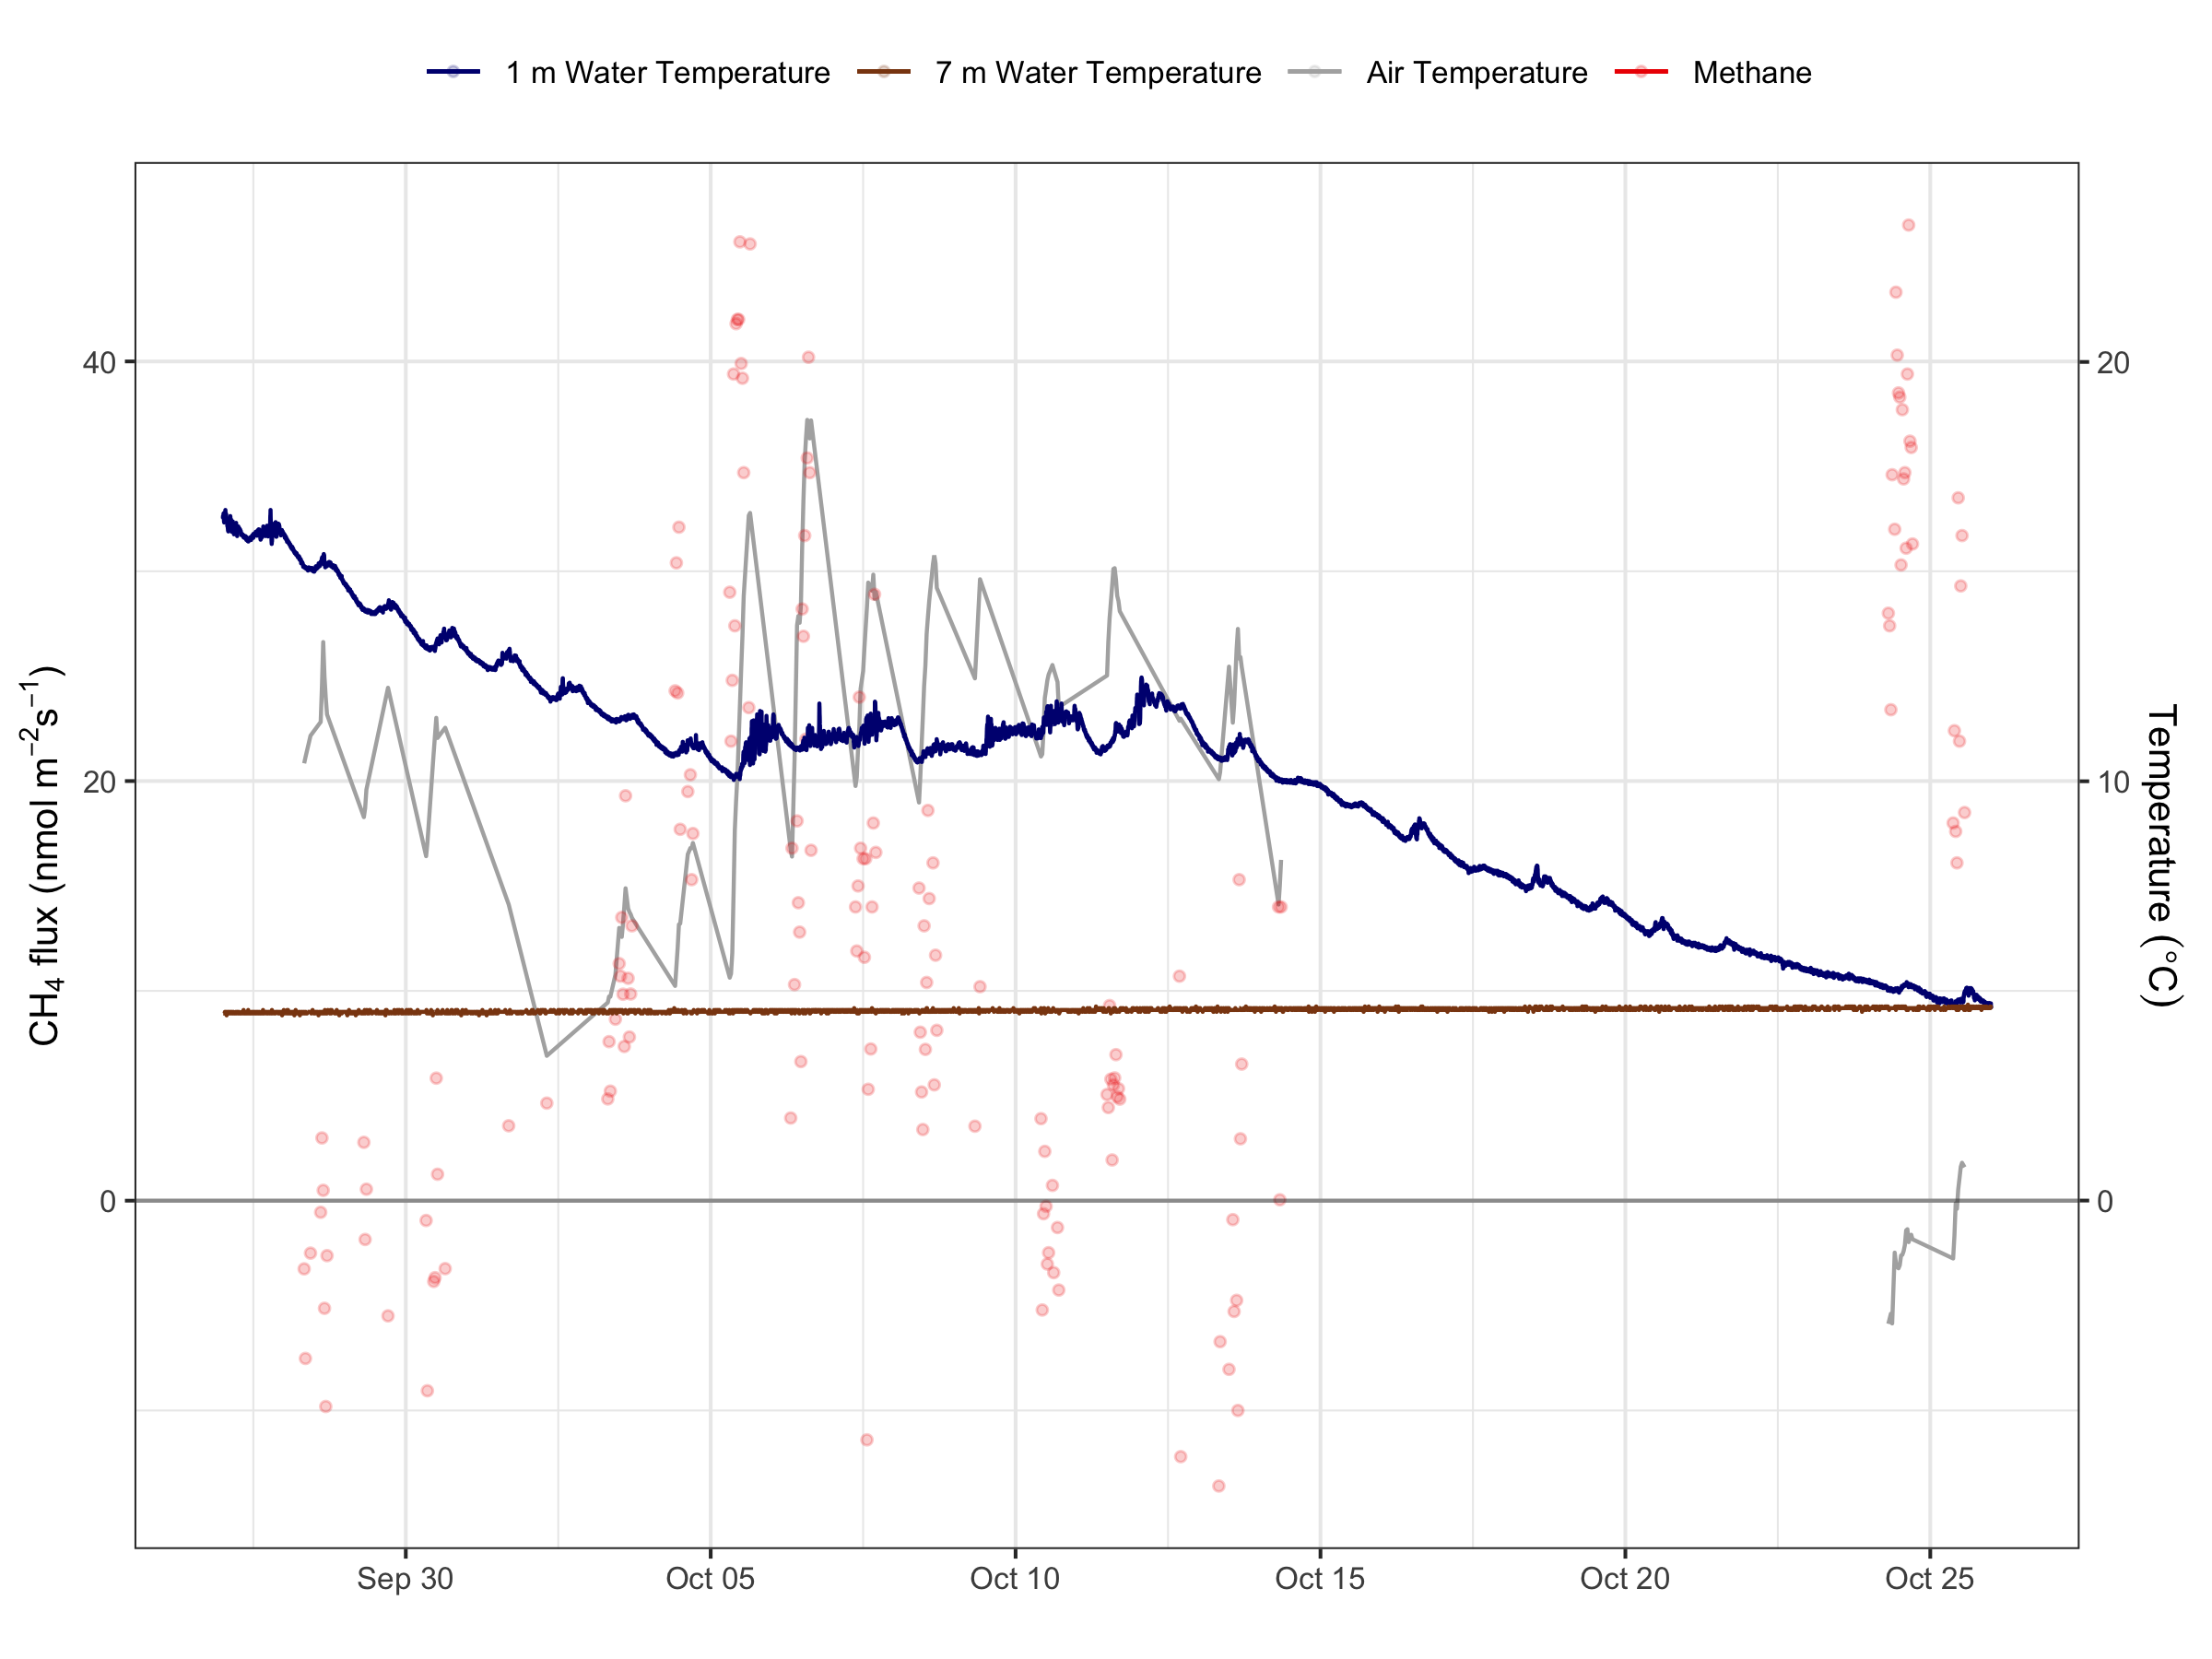 1 m Water Temperature 7 m Water Temperature Air Temperature Methane
CH₄ flux (nmol m⁻²s⁻¹)
40
20
0
20
10
0
Temperature (°C)
Sep 30 Oct 05 Oct 10 Oct 15 Oct 20 Oct 25